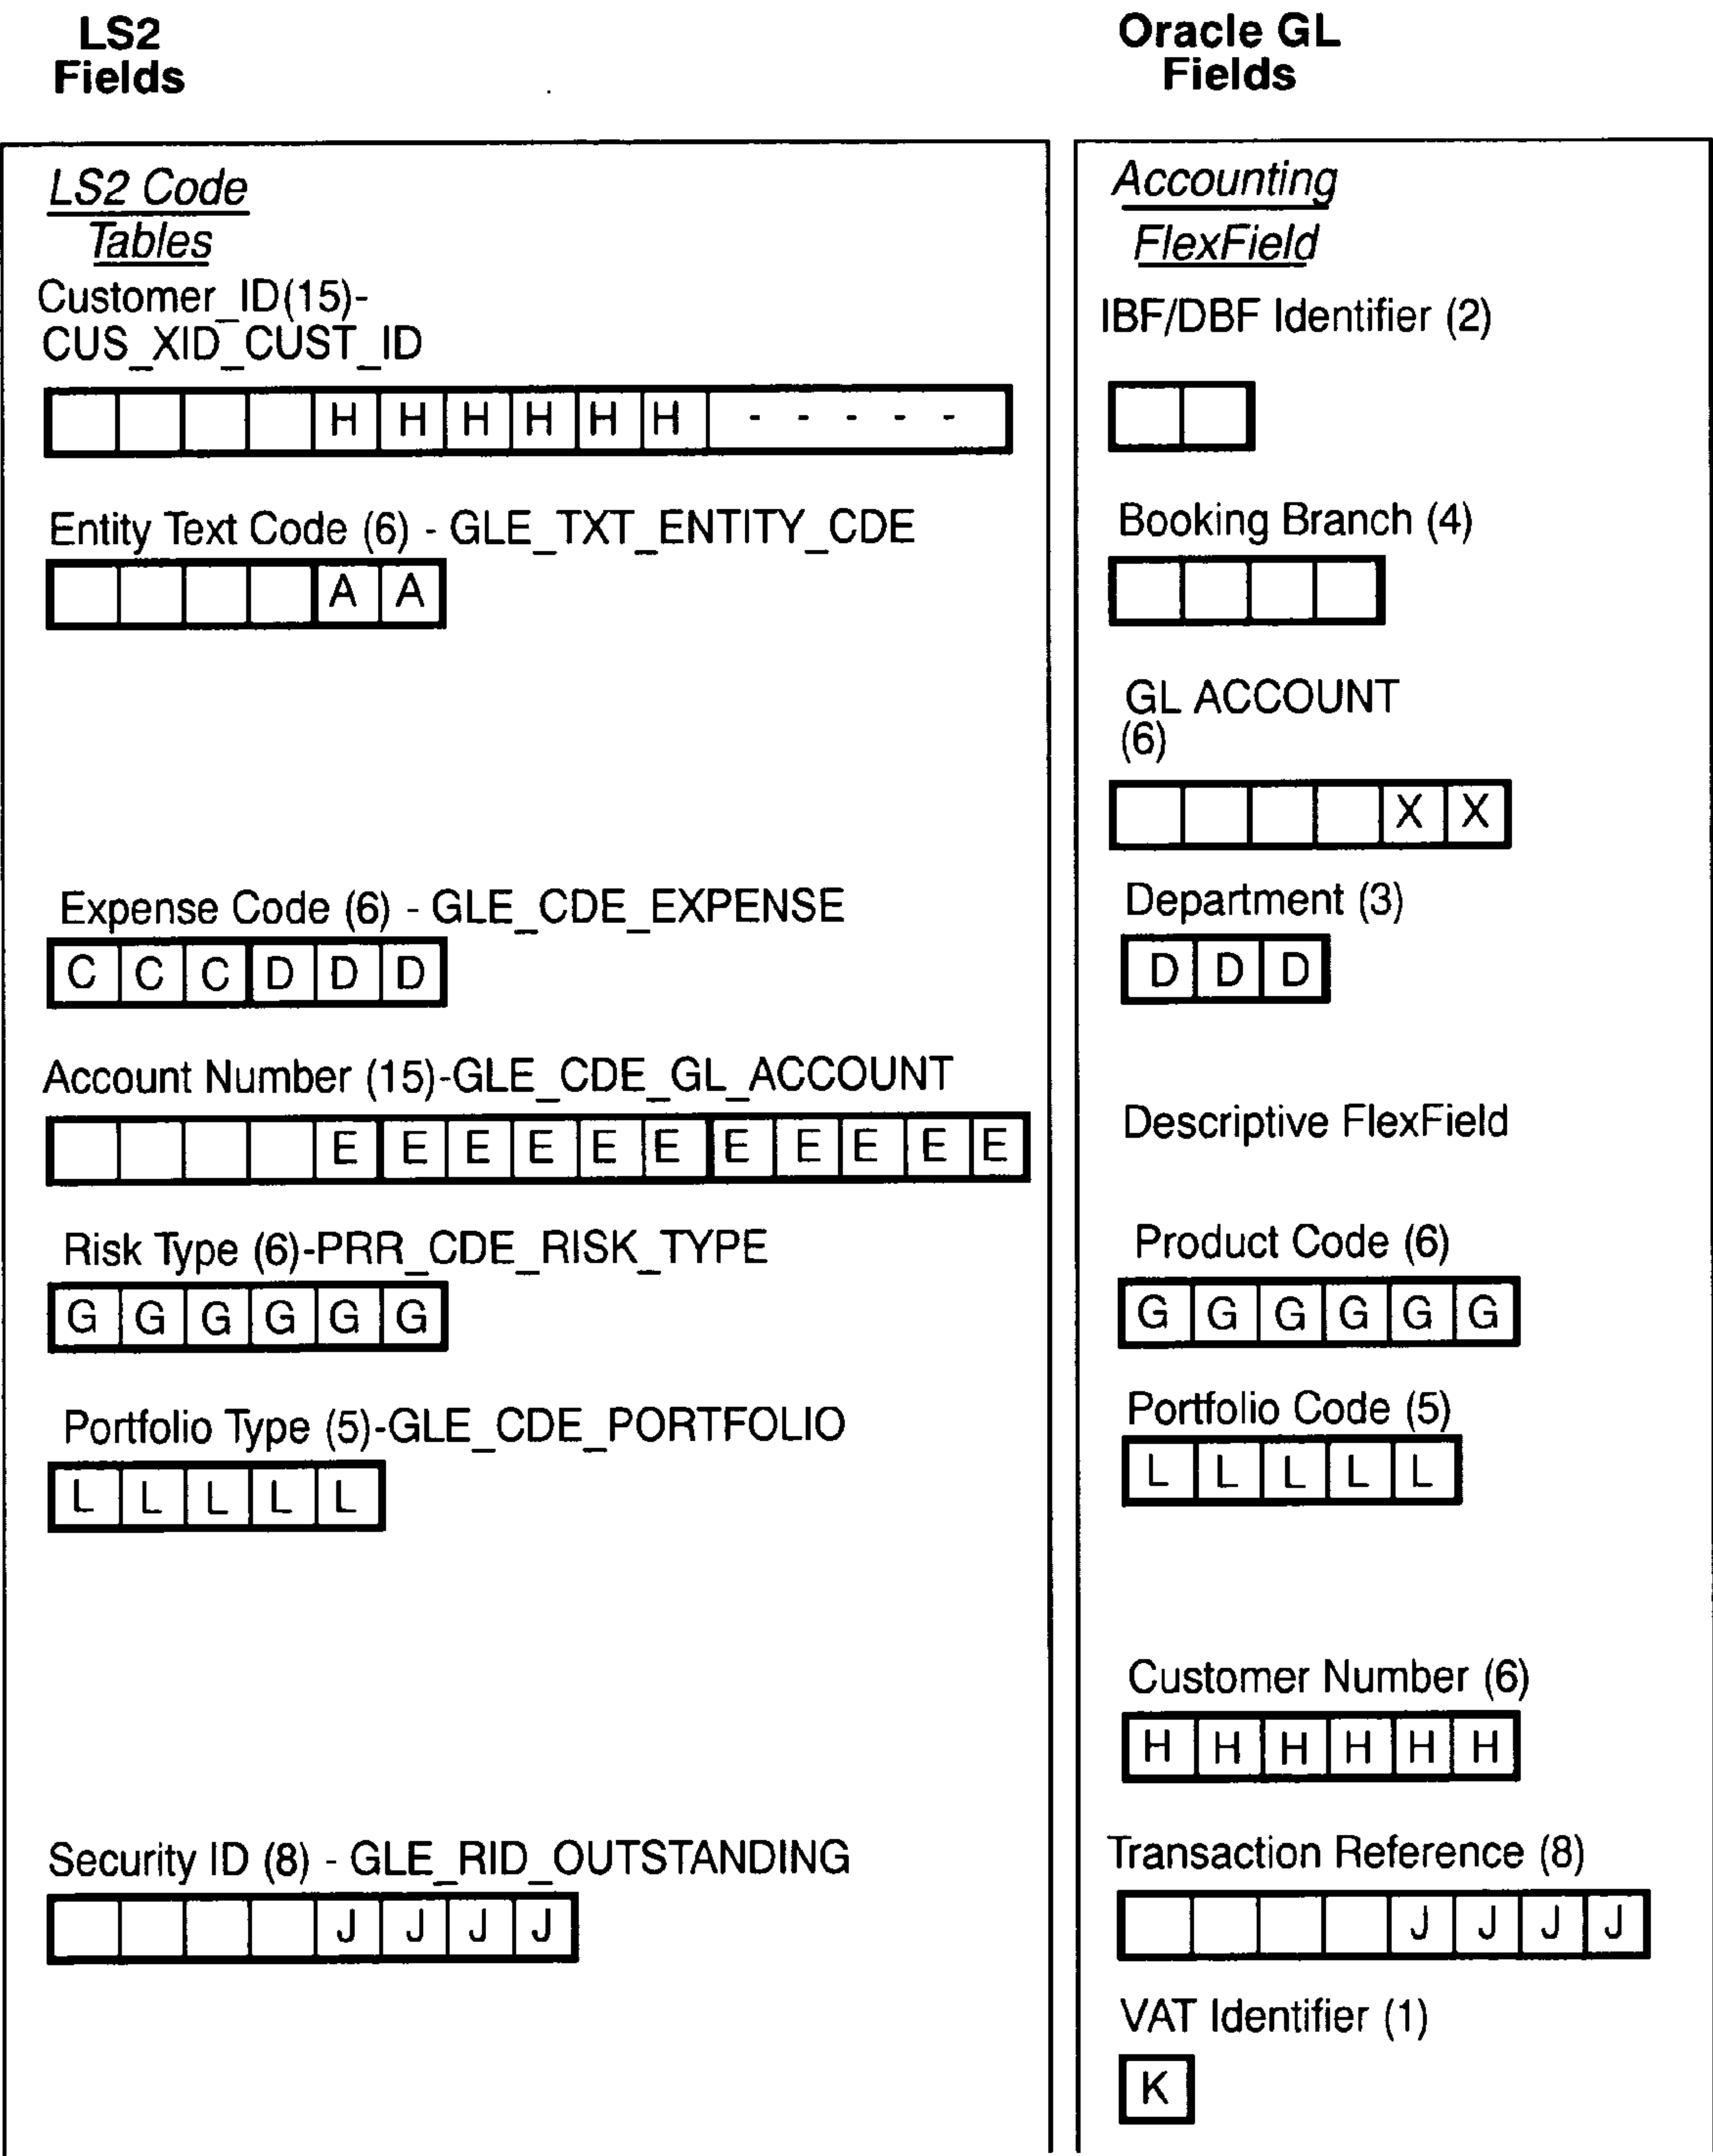 LS2
Fields
LS2 Code
Tables
Customer_ID(15)-
CUS_XID_CUST_ID
H H H H H H - - - - -
Entity Text Code (6) - GLE_TXT_ENTITY_CDE
A A
Expense Code (6) - GLE_CDE_EXPENSE
C C C D D D
Account Number (15)-GLE_CDE_GL_ACCOUNT
E E E E E E E E E E E
Risk Type (6)-PRR_CDE_RISK_TYPE
G G G G G G
Portfolio Type (5)-GLE_CDE_PORTFOLIO
L L L L L
Security ID (8) - GLE_RID_OUTSTANDING
J J J J
Oracle GL
Fields
Accounting
FlexField
IBF/DBF Identifier (2)
Booking Branch (4)
GL ACCOUNT
(6)
X X
Department (3)
D D D
Descriptive FlexField
Product Code (6)
G G G G G G
Portfolio Code (5)
L L L L L
Customer Number (6)
H H H H H H
Transaction Reference (8)
J J J J
VAT Identifier (1)
K